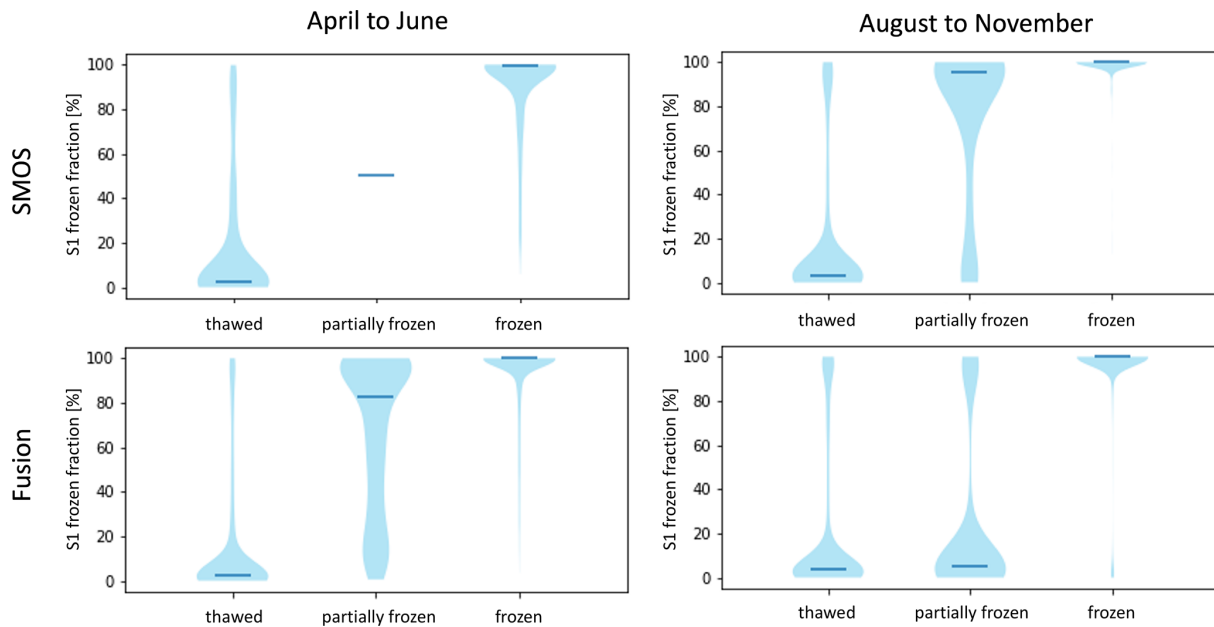 April to June
August to November
SMOS
S1 frozen fraction [%]
100
80
60
40
20
0
thawed
partially frozen
frozen
S1 frozen fraction [%]
100
80
60
40
20
0
thawed
partially frozen
frozen
Fusion
S1 frozen fraction [%]
100
80
60
40
20
0
thawed
partially frozen
frozen
S1 frozen fraction [%]
100
80
60
40
20
0
thawed
partially frozen
frozen